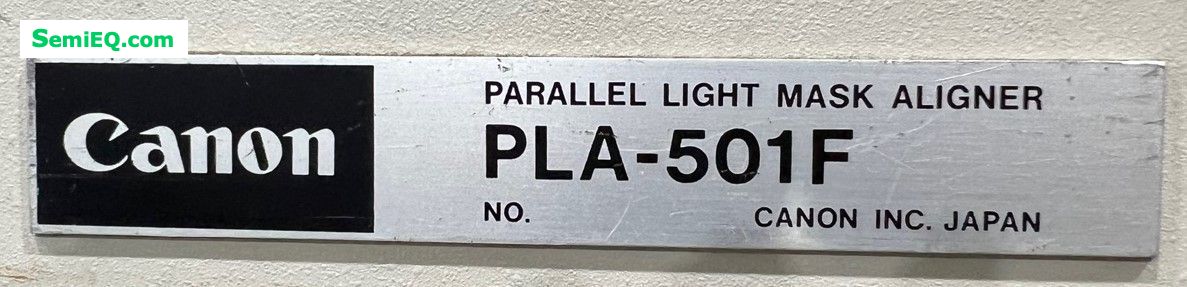 SemiEQ.com
Canon
PARALLEL LIGHT MASK ALIGNER
PLA-501F
NO. CANON INC. JAPAN